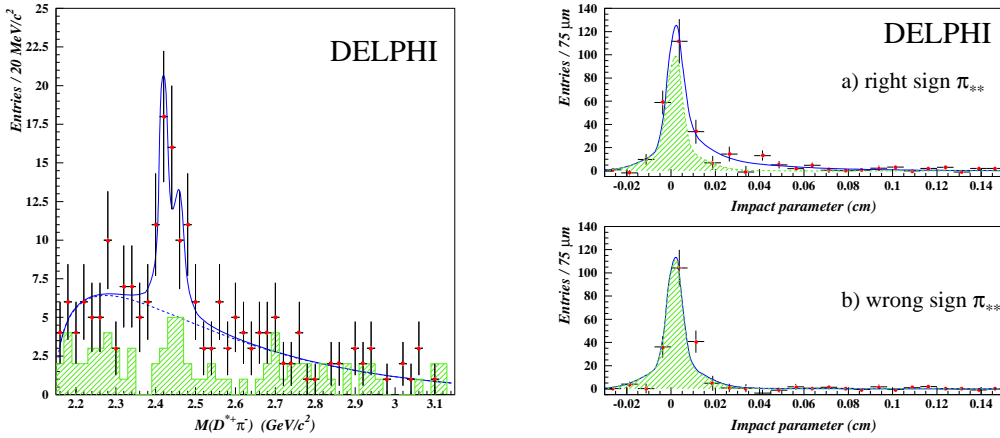 Entries / 20 MeV/c²
25
22.5
20
17.5
15
12.5
10
7.5
5
2.5
0
DELPHI
2.2 2.3 2.4 2.5 2.6 2.7 2.8 2.9 3 3.1
M(D*⁺π⁻) (GeV/c²)
Entries / 75 μm
140
120
100
80
60
40
20
0
DELPHI
a) right sign π**
-0.02 0 0.02 0.04 0.06 0.08 0.1 0.12 0.14
Impact parameter (cm)
Entries / 75 μm
140
120
100
80
60
40
20
0
b) wrong sign π**
-0.02 0 0.02 0.04 0.06 0.08 0.1 0.12 0.14
Impact parameter (cm)